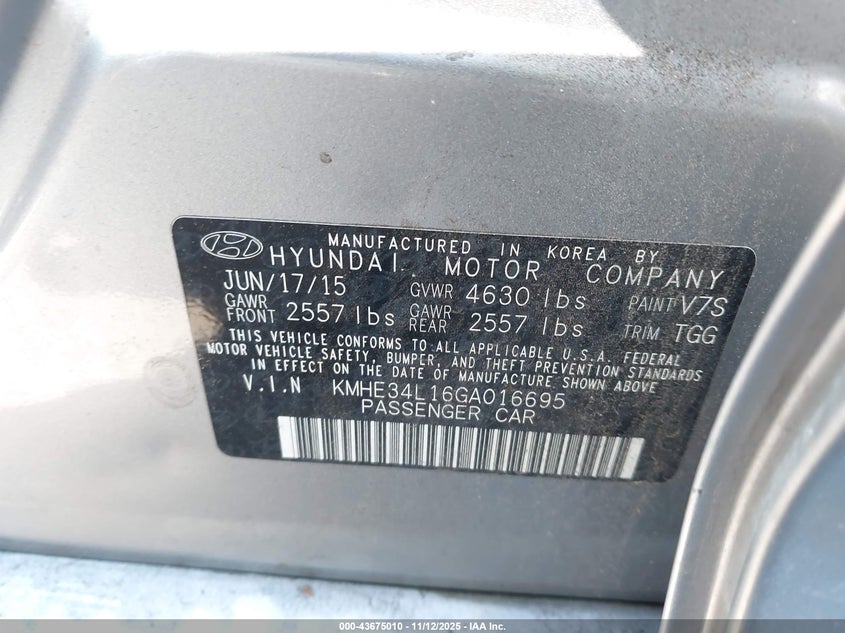 MANUFACTURED IN KOREA BY
HYUNDAI MOTOR COMPANY
JUN/17/15 GVWR 4630 lbs PAINT V7S
GAWR FRONT 2557 lbs GAWR REAR 2557 lbs TRIM TGG
THIS VEHICLE CONFORMS TO ALL APPLICABLE U.S.A. FEDERAL
MOTOR VEHICLE SAFETY, BUMPER, AND THEFT PREVENTION STANDARDS
IN EFFECT ON THE DATE OF MANUFACTURE SHOWN ABOVE
V.I.N KMHE34L16GA016695
PASSENGER CAR
000-43675010 - 11/12/2025 - IAA Inc.